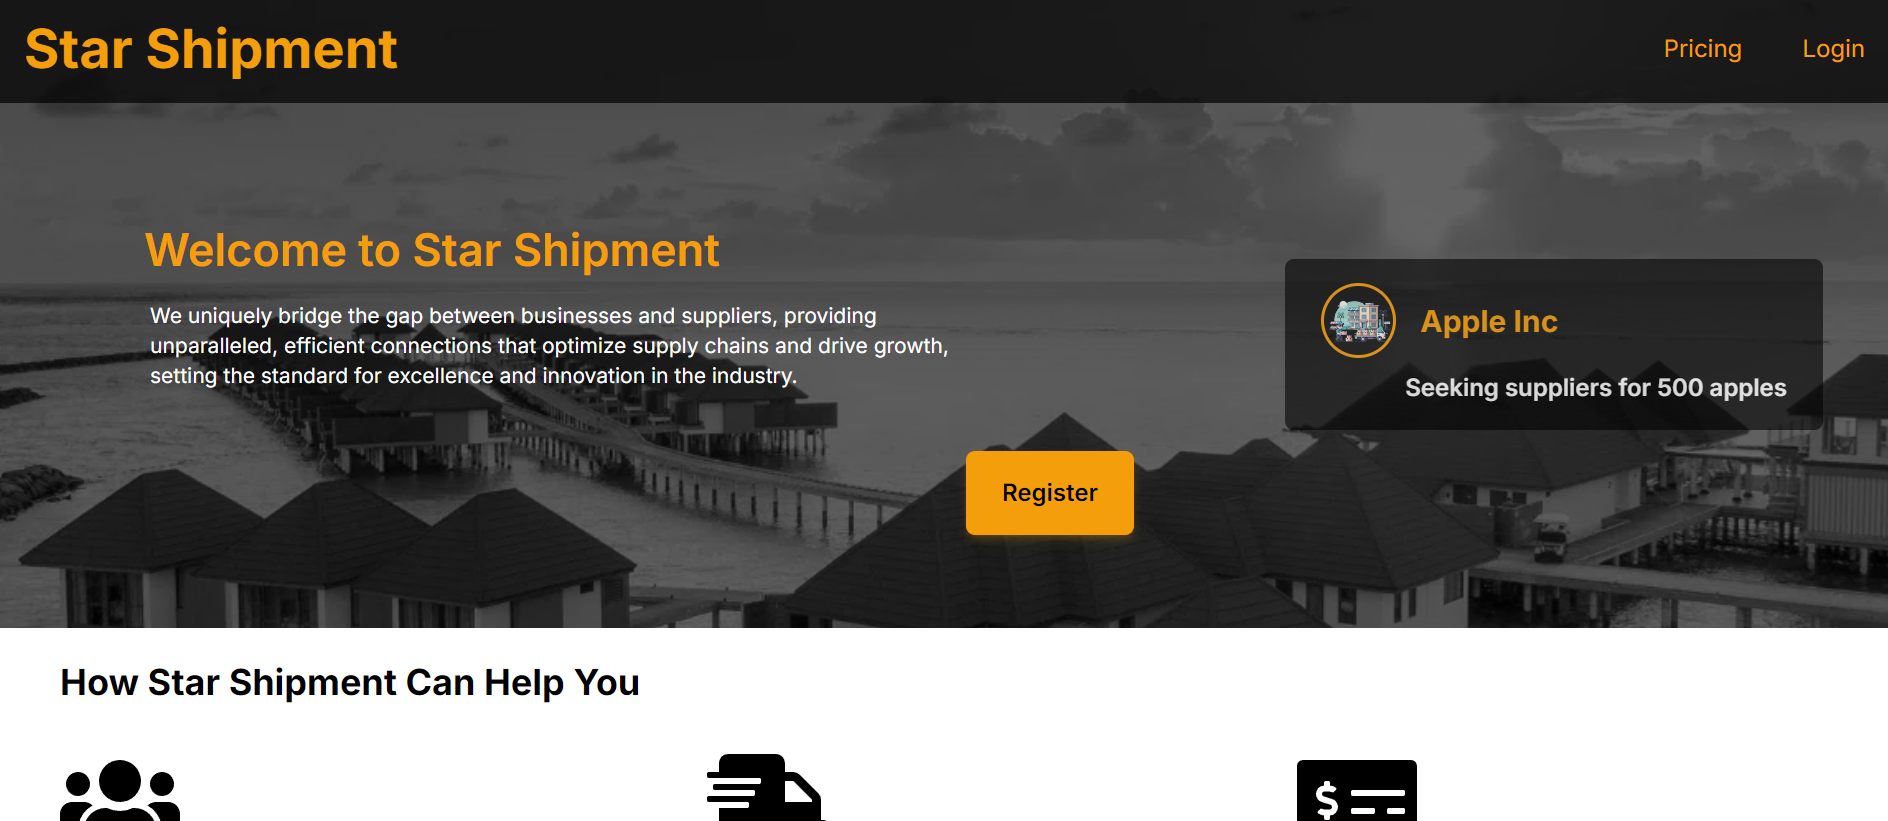 Star Shipment
Pricing
Login
Welcome to Star Shipment
We uniquely bridge the gap between businesses and suppliers, providing
unparalleled, efficient connections that optimize supply chains and drive growth,
setting the standard for excellence and innovation in the industry.
Apple Inc
Seeking suppliers for 500 apples
Register
How Star Shipment Can Help You
$